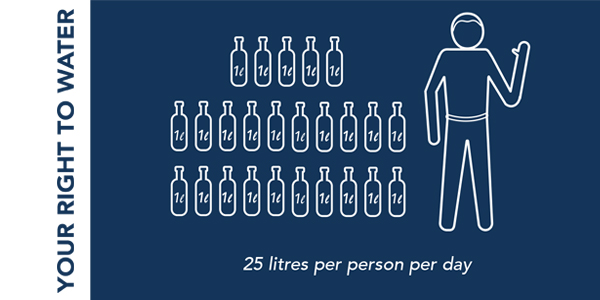 YOUR RIGHT TO WATER
1ℓ 1ℓ 1ℓ 1ℓ 1ℓ
1ℓ 1ℓ 1ℓ 1ℓ 1ℓ 1ℓ 1ℓ 1ℓ 1ℓ 1ℓ
1ℓ 1ℓ 1ℓ 1ℓ 1ℓ 1ℓ 1ℓ 1ℓ 1ℓ 1ℓ
25 litres per person per day